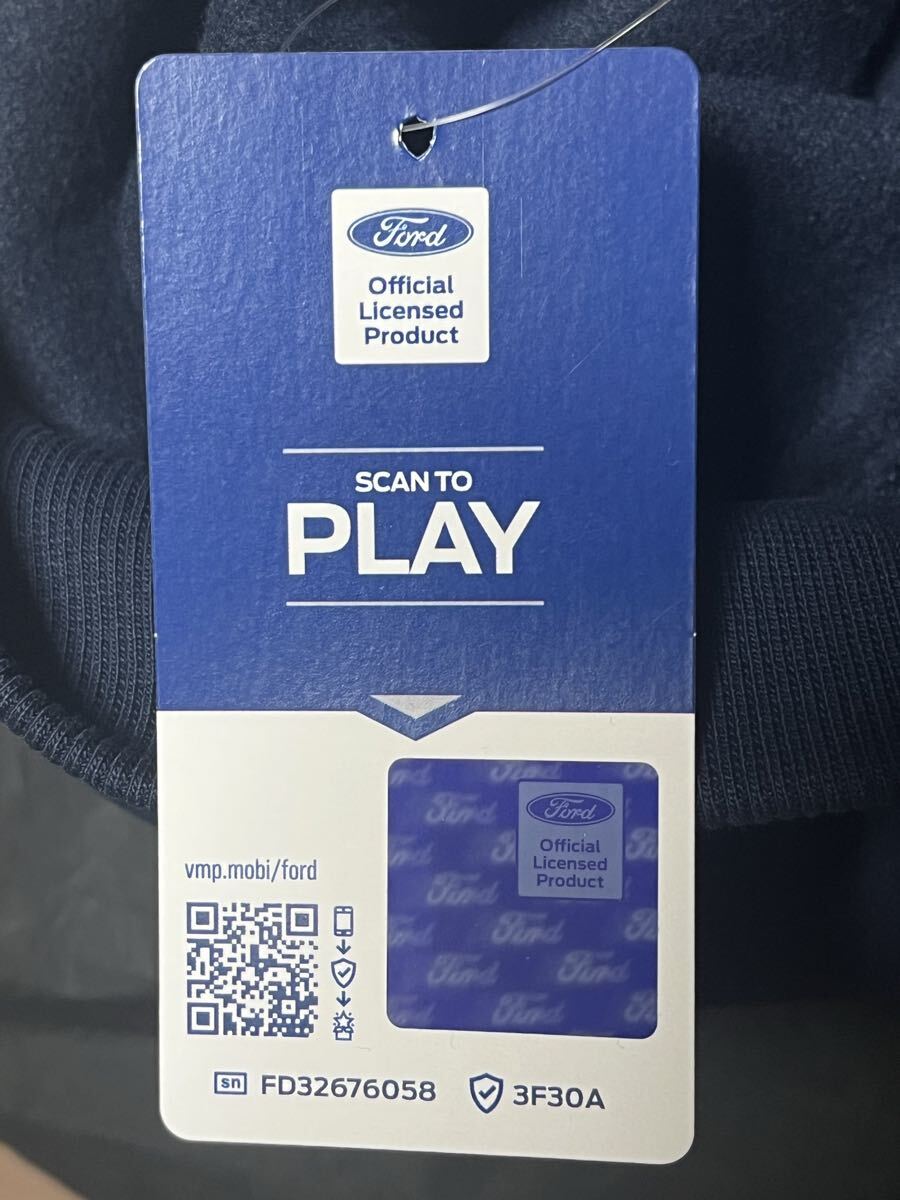 Ford
Official
Licensed
Product
SCAN TO
PLAY
vmp.mobi/ford
Ford
Official
Licensed
Product
sn FD32676058 3F30A